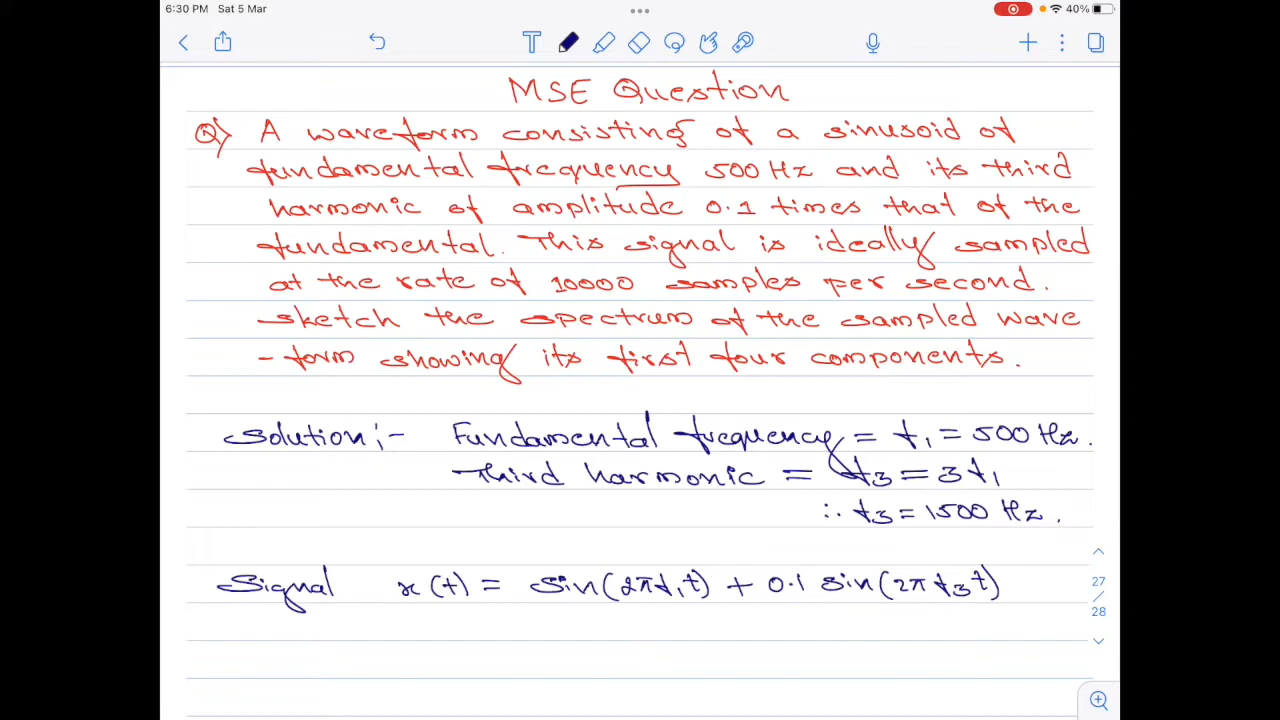 6:30 PM Sat 5 Mar
40%
T
MSE Question
Q) A waveform consisting of a sinusoid of
fundamental frequency 500 Hz and its third
harmonic of amplitude 0.1 times that of the
fundamental. This signal is ideally sampled
at the rate of 10000 samples per second.
sketch the spectrum of the sampled wave
-form showing its first four components.
Solution :- Fundamental frequency = f₁ = 500 Hz.
Third harmonic = f₃ = 3f₁
∴ f₃ = 1500 Hz.
Signal x(t) = sin(2πf₁t) + 0.1 sin(2πf₃t)
27
/
28